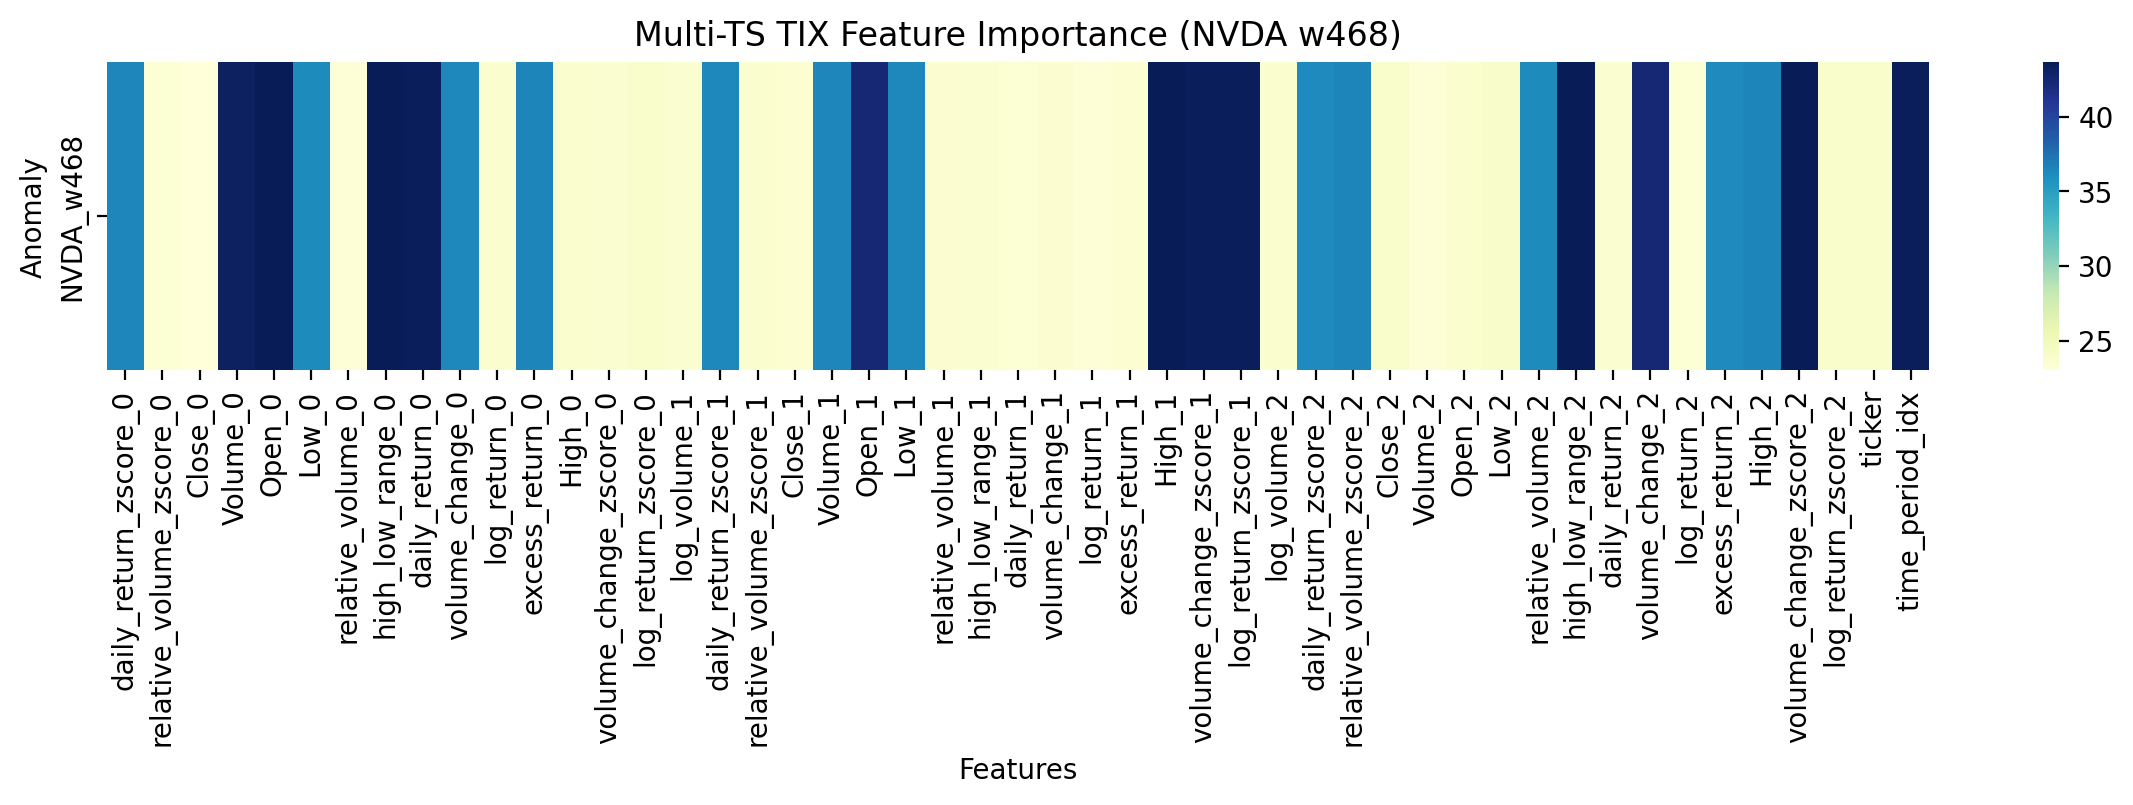 Multi-TS TIX Feature Importance (NVDA w468)
Anomaly
NVDA_w468
40
35
30
25
daily_return_zscore_0
relative_volume_zscore_0
Close_0
Volume_0
Open_0
Low_0
relative_volume_0
high_low_range_0
daily_return_0
volume_change_0
log_return_0
excess_return_0
High_0
volume_change_zscore_0
log_return_zscore_0
log_volume_1
daily_return_zscore_1
relative_volume_zscore_1
Close_1
Volume_1
Open_1
Low_1
relative_volume_1
high_low_range_1
daily_return_1
volume_change_1
log_return_1
excess_return_1
High_1
volume_change_zscore_1
log_return_zscore_1
log_volume_2
daily_return_zscore_2
relative_volume_zscore_2
Close_2
Volume_2
Open_2
Low_2
relative_volume_2
high_low_range_2
daily_return_2
volume_change_2
log_return_2
excess_return_2
High_2
volume_change_zscore_2
log_return_zscore_2
ticker
time_period_idx
Features